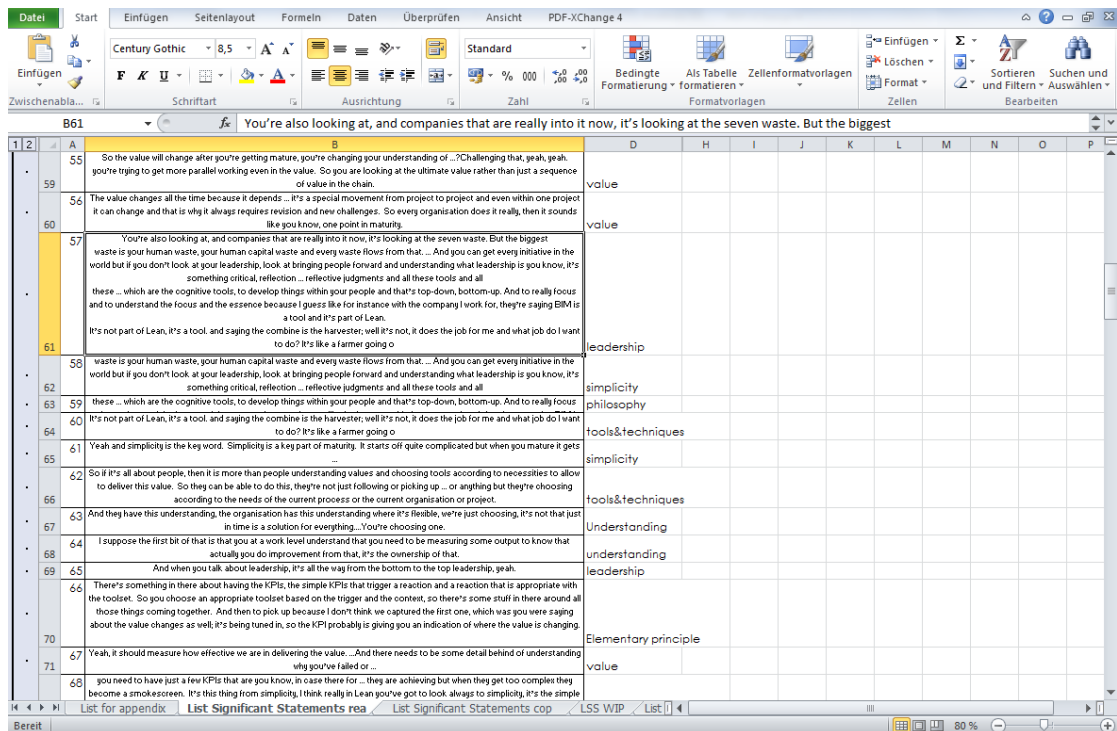 Datei Start Einfügen Seitenlayout Formeln Daten Überprüfen Ansicht PDF-XChange 4
Einfügen
Century Gothic 8,5 A A
F K U A
Standard
% 000
Bedingte Formatierung
Als Tabelle formatieren
Zellenformatvorlagen
Einfügen
Löschen
Format
Sortieren und Filtern
Suchen und Auswählen
Zwischenabla... Schriftart Ausrichtung Zahl Formatvorlagen Zellen Bearbeiten
B61 fx You're also looking at, and companies that are really into it now, it's looking at the seven waste. But the biggest
1 2 A B D H I J K L M N O P
55 So the value will change after you're getting mature, you're changing your understanding of ...?Challenging that, yeah, yeah.
you're trying to get more parallel working even in the value. So you are looking at the ultimate value rather than just a sequence
of value in the chain.
59 value
56 The value changes all the time because it depends ... it's a special movement from project to project and even within one project
it can change and that is why it always requires revision and new challenges. So every organisation does it really, then it sounds
like you know, one point in maturity.
60 value
57 You're also looking at, and companies that are really into it now, it's looking at the seven waste. But the biggest
waste is your human waste, your human capital waste and every waste flows from that. ... And you can get every initiative in the
world but if you don't look at your leadership, look at bringing people forward and understanding what leadership is you know, it's
something critical, reflection ... reflective judgments and all these tools and all
these ... which are the cognitive tools, to develop things within your people and that's top-down, bottom-up. And to really focus
and to understand the focus and the essence because I guess like for instance with the company I work for, they're saying BIM is
a tool and it's part of Lean.
It's not part of Lean, it's a tool. and saying the combine is the harvester; well it's not, it does the job for me and what job do I want
to do? It's like a farmer going o
61 leadership
58 waste is your human waste, your human capital waste and every waste flows from that. ... And you can get every initiative in the
world but if you don't look at your leadership, look at bringing people forward and understanding what leadership is you know, it's
something critical, reflection ... reflective judgments and all these tools and all
62 simplicity
63 59 these ... which are the cognitive tools, to develop things within your people and that's top-down, bottom-up. And to really focus philosophy
60 It's not part of Lean, it's a tool. and saying the combine is the harvester; well it's not, it does the job for me and what job do I want
to do? It's like a farmer going o
64 tools&techniques
61 Yeah and simplicity is the key word. Simplicity is a key part of maturity. It starts off quite complicated but when you mature it gets
...
65 simplicity
62 So if it's all about people, then it is more than people understanding values and choosing tools according to necessities to allow
to deliver this value. So they can be able to do this, they're not just following or picking up ... or anything but they're choosing
according to the needs of the current process or the current organisation or project.
66 tools&techniques
63 And they have this understanding, the organisation has this understanding where it's flexible, we're just choosing, it's not that just
in time is a solution for everything....You're choosing one.
67 Understanding
64 I suppose the first bit of that is that you at a work level understand that you need to be measuring some output to know that
actually you do improvement from that, it's the ownership of that.
68 understanding
69 65 And when you talk about leadership, it's all the way from the bottom to the top leadership, yeah. leadership
66 There's something in there about having the KPIs, the simple KPIs that trigger a reaction and a reaction that is appropriate with
the toolset. So you choose an appropriate toolset based on the trigger and the context, so there's some stuff in there around all
those things coming together. And then to pick up because I don't think we captured the first one, which was you were saying
about the value changes as well; it's being tuned in, so the KPI probably is giving you an indication of where the value is changing.
70 Elementary principle
67 Yeah, it should measure how effective we are in delivering the value. ...And there needs to be some detail behind of understanding
why you've failed or ...
71 value
68 you need to have just a few KPIs that are you know, in case there for ... they are achieving but when they get too complex they
become a smokescreen. It's this thing from simplicity, I think really in Lean you've got to look always to simplicity, it's the simple
List for appendix List Significant Statements rea List Significant Statements cop LSS WIP List
Bereit 80 %